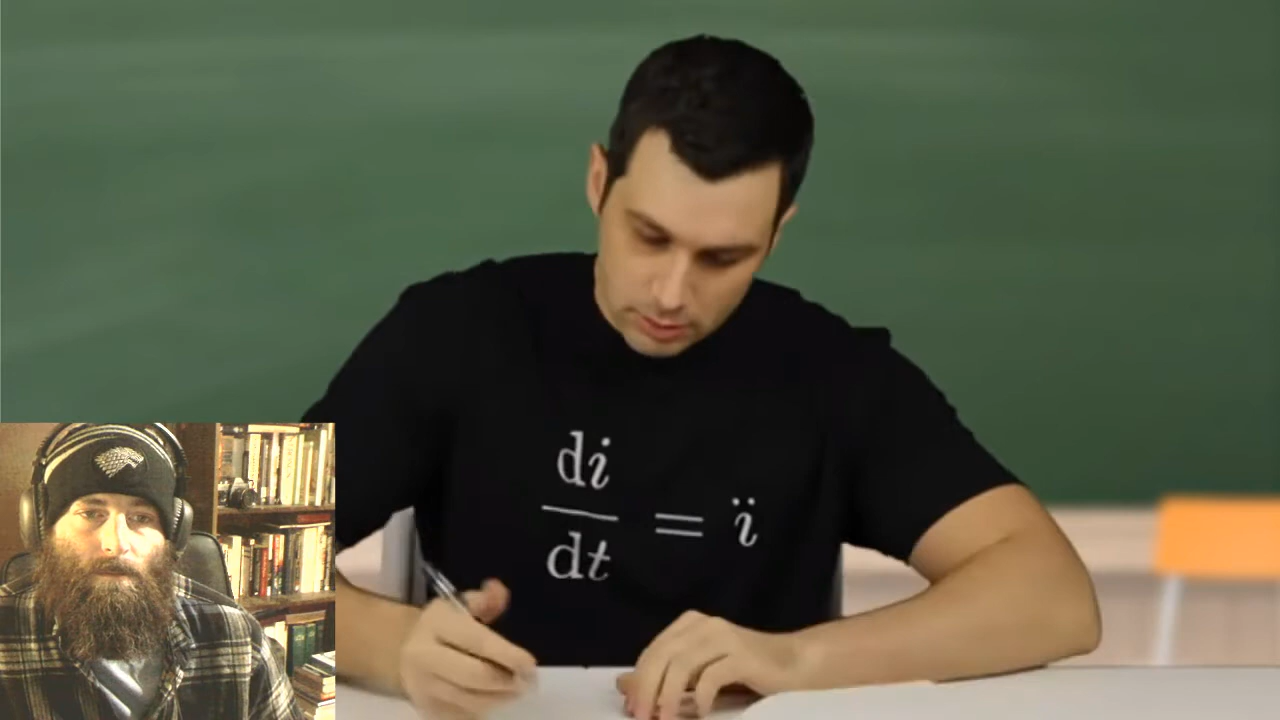 di
dt = ï